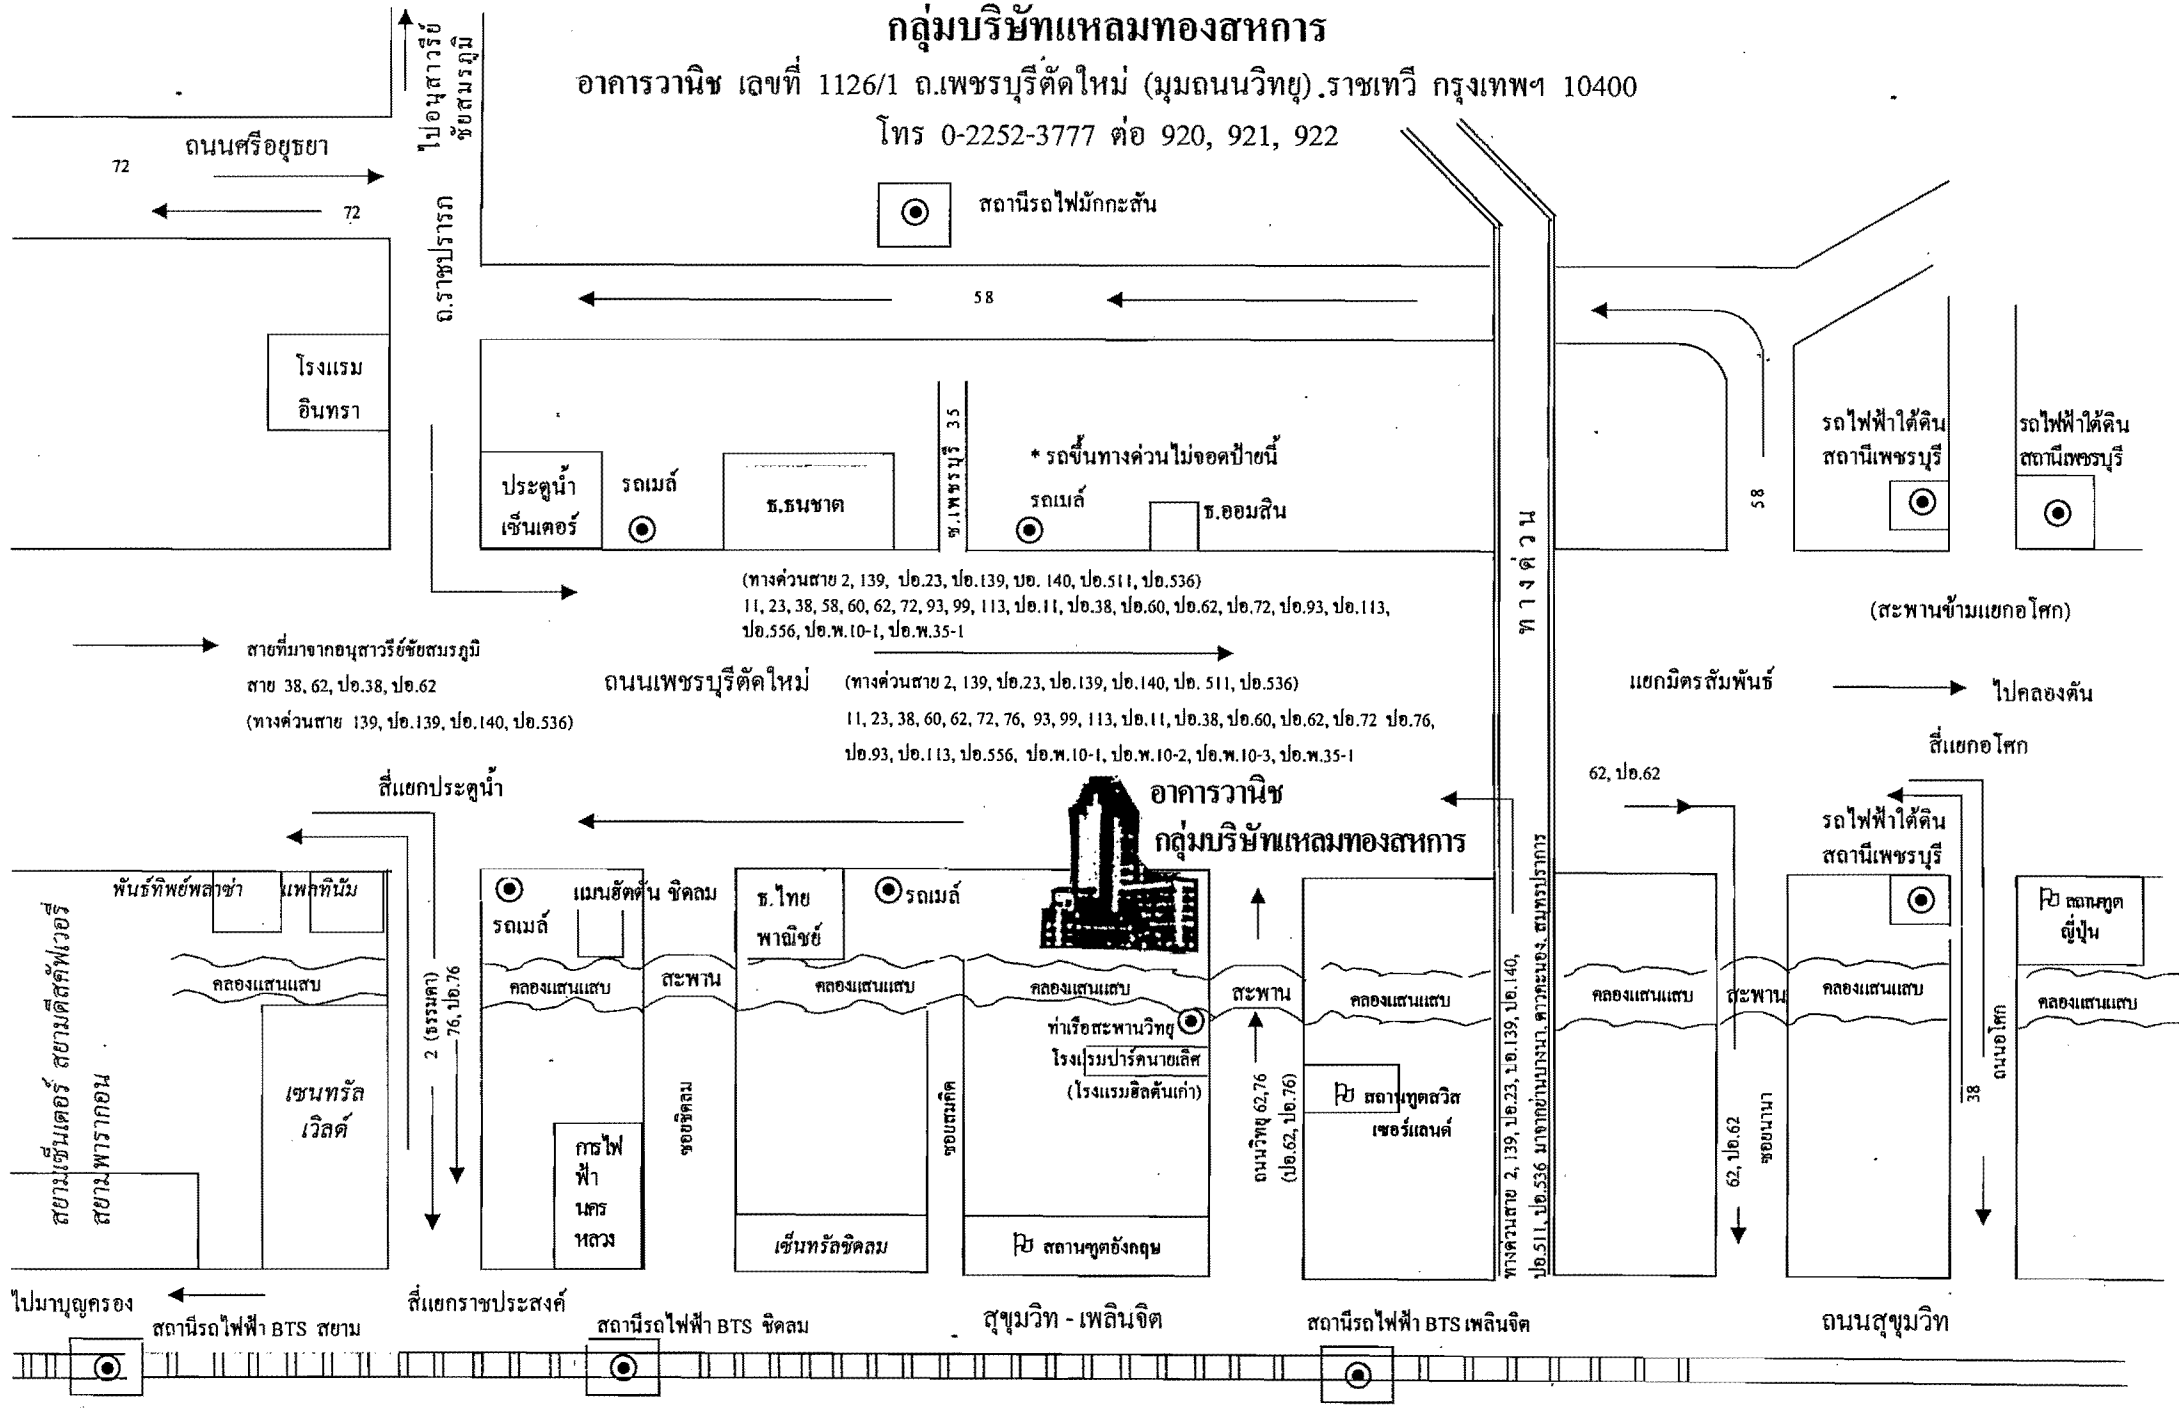 กลุ่มบริษัทแหลมทองสหการ
อาคารวานิช เลขที่ 1126/1 ถ.เพชรบุรีตัดใหม่ (มุมถนนวิทยุ).ราชเทวี กรุงเทพฯ 10400
โทร 0-2252-3777 ต่อ 920, 921, 922
ไปอนุสาวรีย์
ชัยสมรภูมิ
ถนนศรีอยุธยา
72
72
ถ.ราชปรารภ
สถานีรถไฟมักกะสัน
58
โรงแรม
อินทรา
ประตูน้ำ
เซ็นเตอร์
รถเมล์
ธ.ธนชาต
ซ.เพชรบุรี 35
* รถขึ้นทางด่วนไม่จอดป้ายนี้
รถเมล์
ธ.ออมสิน
ทางด่วน
58
รถไฟฟ้าใต้ดิน
สถานีเพชรบุรี
รถไฟฟ้าใต้ดิน
สถานีเพชรบุรี
(ทางด่วนสาย 2, 139, ปอ.23, ปอ.139, ปอ. 140, ปอ.511, ปอ.536)
11, 23, 38, 58, 60, 62, 72, 93, 99, 113, ปอ.11, ปอ.38, ปอ.60, ปอ.62, ปอ.72, ปอ.93, ปอ.113,
ปอ.556, ปอ.พ.10-1, ปอ.พ.35-1
(สะพานข้ามแยกอโศก)
สายที่มาจากอนุสาวรีย์ชัยสมรภูมิ
สาย 38, 62, ปอ.38, ปอ.62
(ทางด่วนสาย 139, ปอ.139, ปอ.140, ปอ.536)
ถนนเพชรบุรีตัดใหม่
(ทางด่วนสาย 2, 139, ปอ.23, ปอ.139, ปอ.140, ปอ. 511, ปอ.536)
11, 23, 38, 60, 62, 72, 76, 93, 99, 113, ปอ.11, ปอ.38, ปอ.60, ปอ.62, ปอ.72 ปอ.76,
ปอ.93, ปอ.113, ปอ.556, ปอ.พ.10-1, ปอ.พ.10-2, ปอ.พ.10-3, ปอ.พ.35-1
แยกมิตรสัมพันธ์
ไปคลองตัน
สี่แยกอโศก
สี่แยกประตูน้ำ
อาคารวานิช
กลุ่มบริษัทแหลมทองสหการ
62, ปอ.62
รถไฟฟ้าใต้ดิน
สถานีเพชรบุรี
พันธ์ทิพย์พลาซ่า
แพลทินัม
รถเมล์
แมนฮัตตัน ชิดลม
ธ.ไทย
พาณิชย์
รถเมล์
สถานฑูต
ญี่ปุ่น
สยามเซ็นเตอร์ สยามดิสคัฟเวอรี่
สยามพารากอน
คลองแสนแสบ
2 (ธรรมดา)
76, ปอ.76
คลองแสนแสบ
สะพาน
คลองแสนแสบ
คลองแสนแสบ
สะพาน
คลองแสนแสบ
คลองแสนแสบ
สะพาน
คลองแสนแสบ
คลองแสนแสบ
ท่าเรือสะพานวิทยุ
โรงแรมปาร์คนายเลิศ
(โรงแรมฮิลตันเก่า)
เซนทรัล
เวิลด์
การไฟ
ฟ้า
นคร
หลวง
ซอยชิดลม
ซอยสมคิด
ถนนวิทยุ 62,76
(ปอ.62, ปอ.76)
สถานทูตสวิส
เซอร์แลนด์
ทางด่วนสาย 2, 139, ปอ.23, ปอ.139, ปอ.140,
ปอ.511, ปอ.536 มาจากย่านบางนา, ดาวคะนอง, สมุทรปราการ
62, ปอ.62
ซอยนานา
38
ถนนอโศก
เซ็นทรัลชิดลม
สถานฑูตอังกฤษ
ไปมาบุญครอง
สี่แยกราชประสงค์
สุขุมวิท - เพลินจิต
ถนนสุขุมวิท
สถานีรถไฟฟ้า BTS สยาม
สถานีรถไฟฟ้า BTS ชิดลม
สถานีรถไฟฟ้า BTS เพลินจิต